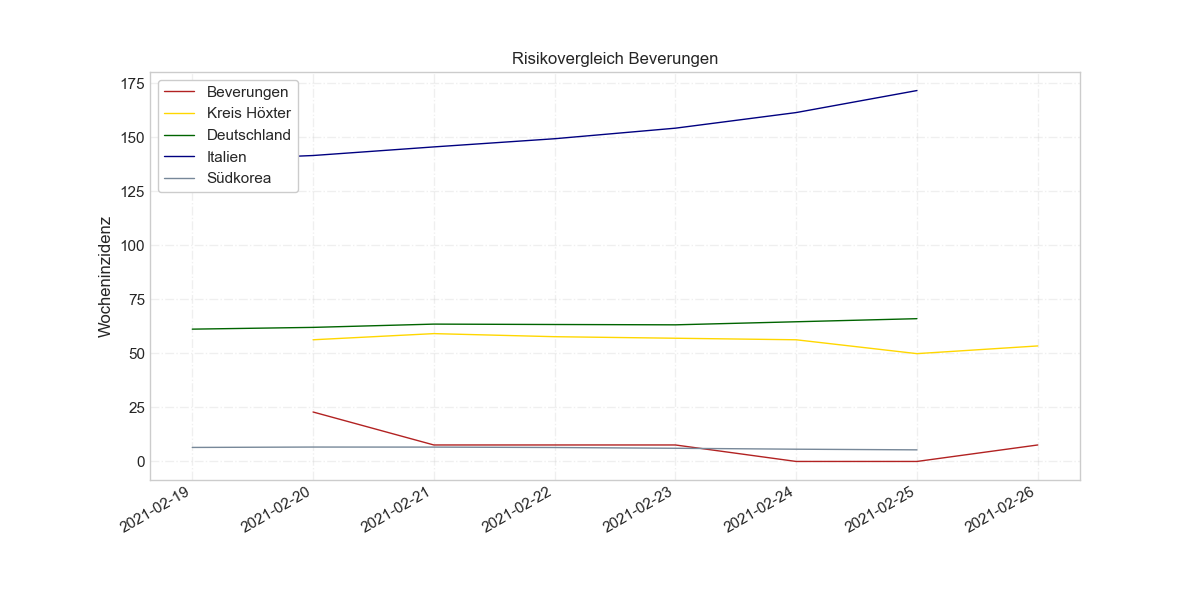 Risikovergleich Beverungen
Wocheninzidenz
175
150
125
100
75
50
25
0
Beverungen
Kreis Höxter
Deutschland
Italien
Südkorea
2021-02-19
2021-02-20
2021-02-21
2021-02-22
2021-02-23
2021-02-24
2021-02-25
2021-02-26